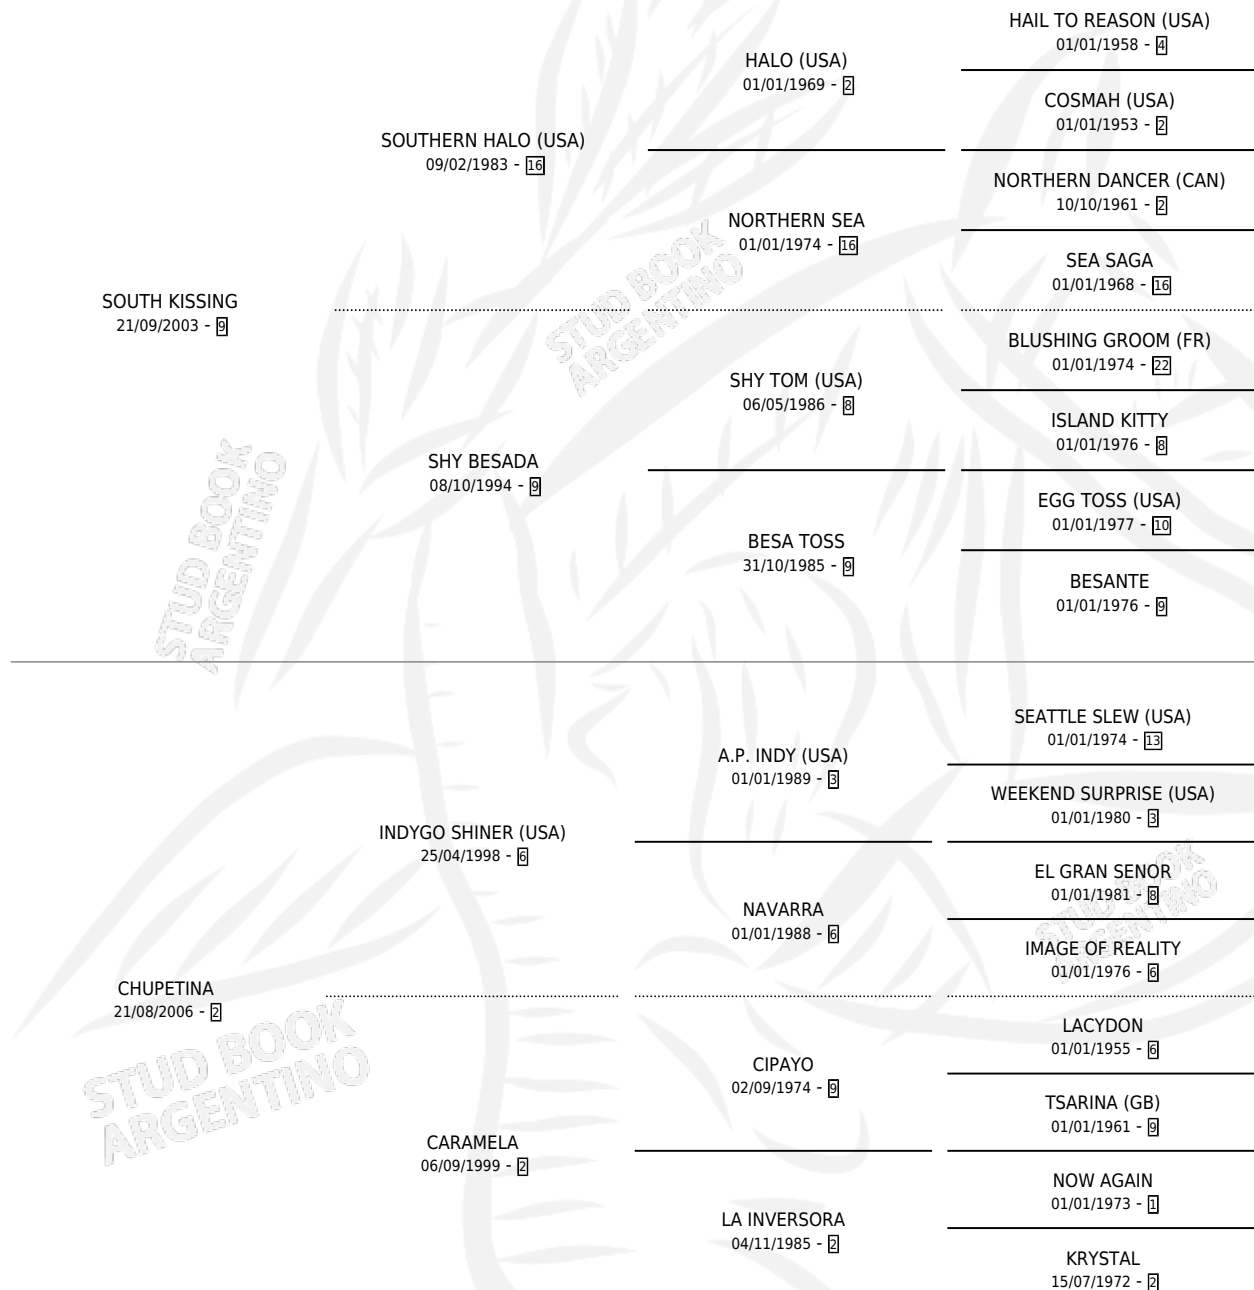 HAIL TO REASON (USA)
01/01/1958 - 4
HALO (USA)
01/01/1969 - 2
COSMAH (USA)
01/01/1953 - 2
SOUTHERN HALO (USA)
09/02/1983 - 16
NORTHERN DANCER (CAN)
10/10/1961 - 2
NORTHERN SEA
01/01/1974 - 16
SEA SAGA
01/01/1968 - 16
SOUTH KISSING
21/09/2003 - 9
STUD BOOK
ARGENTINO
BLUSHING GROOM (FR)
01/01/1974 - 22
SHY TOM (USA)
06/05/1986 - 8
ISLAND KITTY
01/01/1976 - 8
SHY BESADA
08/10/1994 - 9
EGG TOSS (USA)
01/01/1977 - 10
BESA TOSS
31/10/1985 - 9
BESANTE
01/01/1976 - 9
STUD BOOK
ARGENTINO
SEATTLE SLEW (USA)
01/01/1974 - 13
A.P. INDY (USA)
01/01/1989 - 3
WEEKEND SURPRISE (USA)
01/01/1980 - 3
INDYGO SHINER (USA)
25/04/1998 - 6
EL GRAN SENOR
01/01/1981 - 8
STUD BOOK
ARGENTINO
NAVARRA
01/01/1988 - 6
IMAGE OF REALITY
01/01/1976 - 6
CHUPETINA
21/08/2006 - 2
STUD BOOK
ARGENTINO
LACYDON
01/01/1955 - 6
CIPAYO
02/09/1974 - 9
TSARINA (GB)
01/01/1961 - 9
CARAMELA
06/09/1999 - 2
NOW AGAIN
01/01/1973 - 1
LA INVERSORA
04/11/1985 - 2
KRYSTAL
15/07/1972 - 2